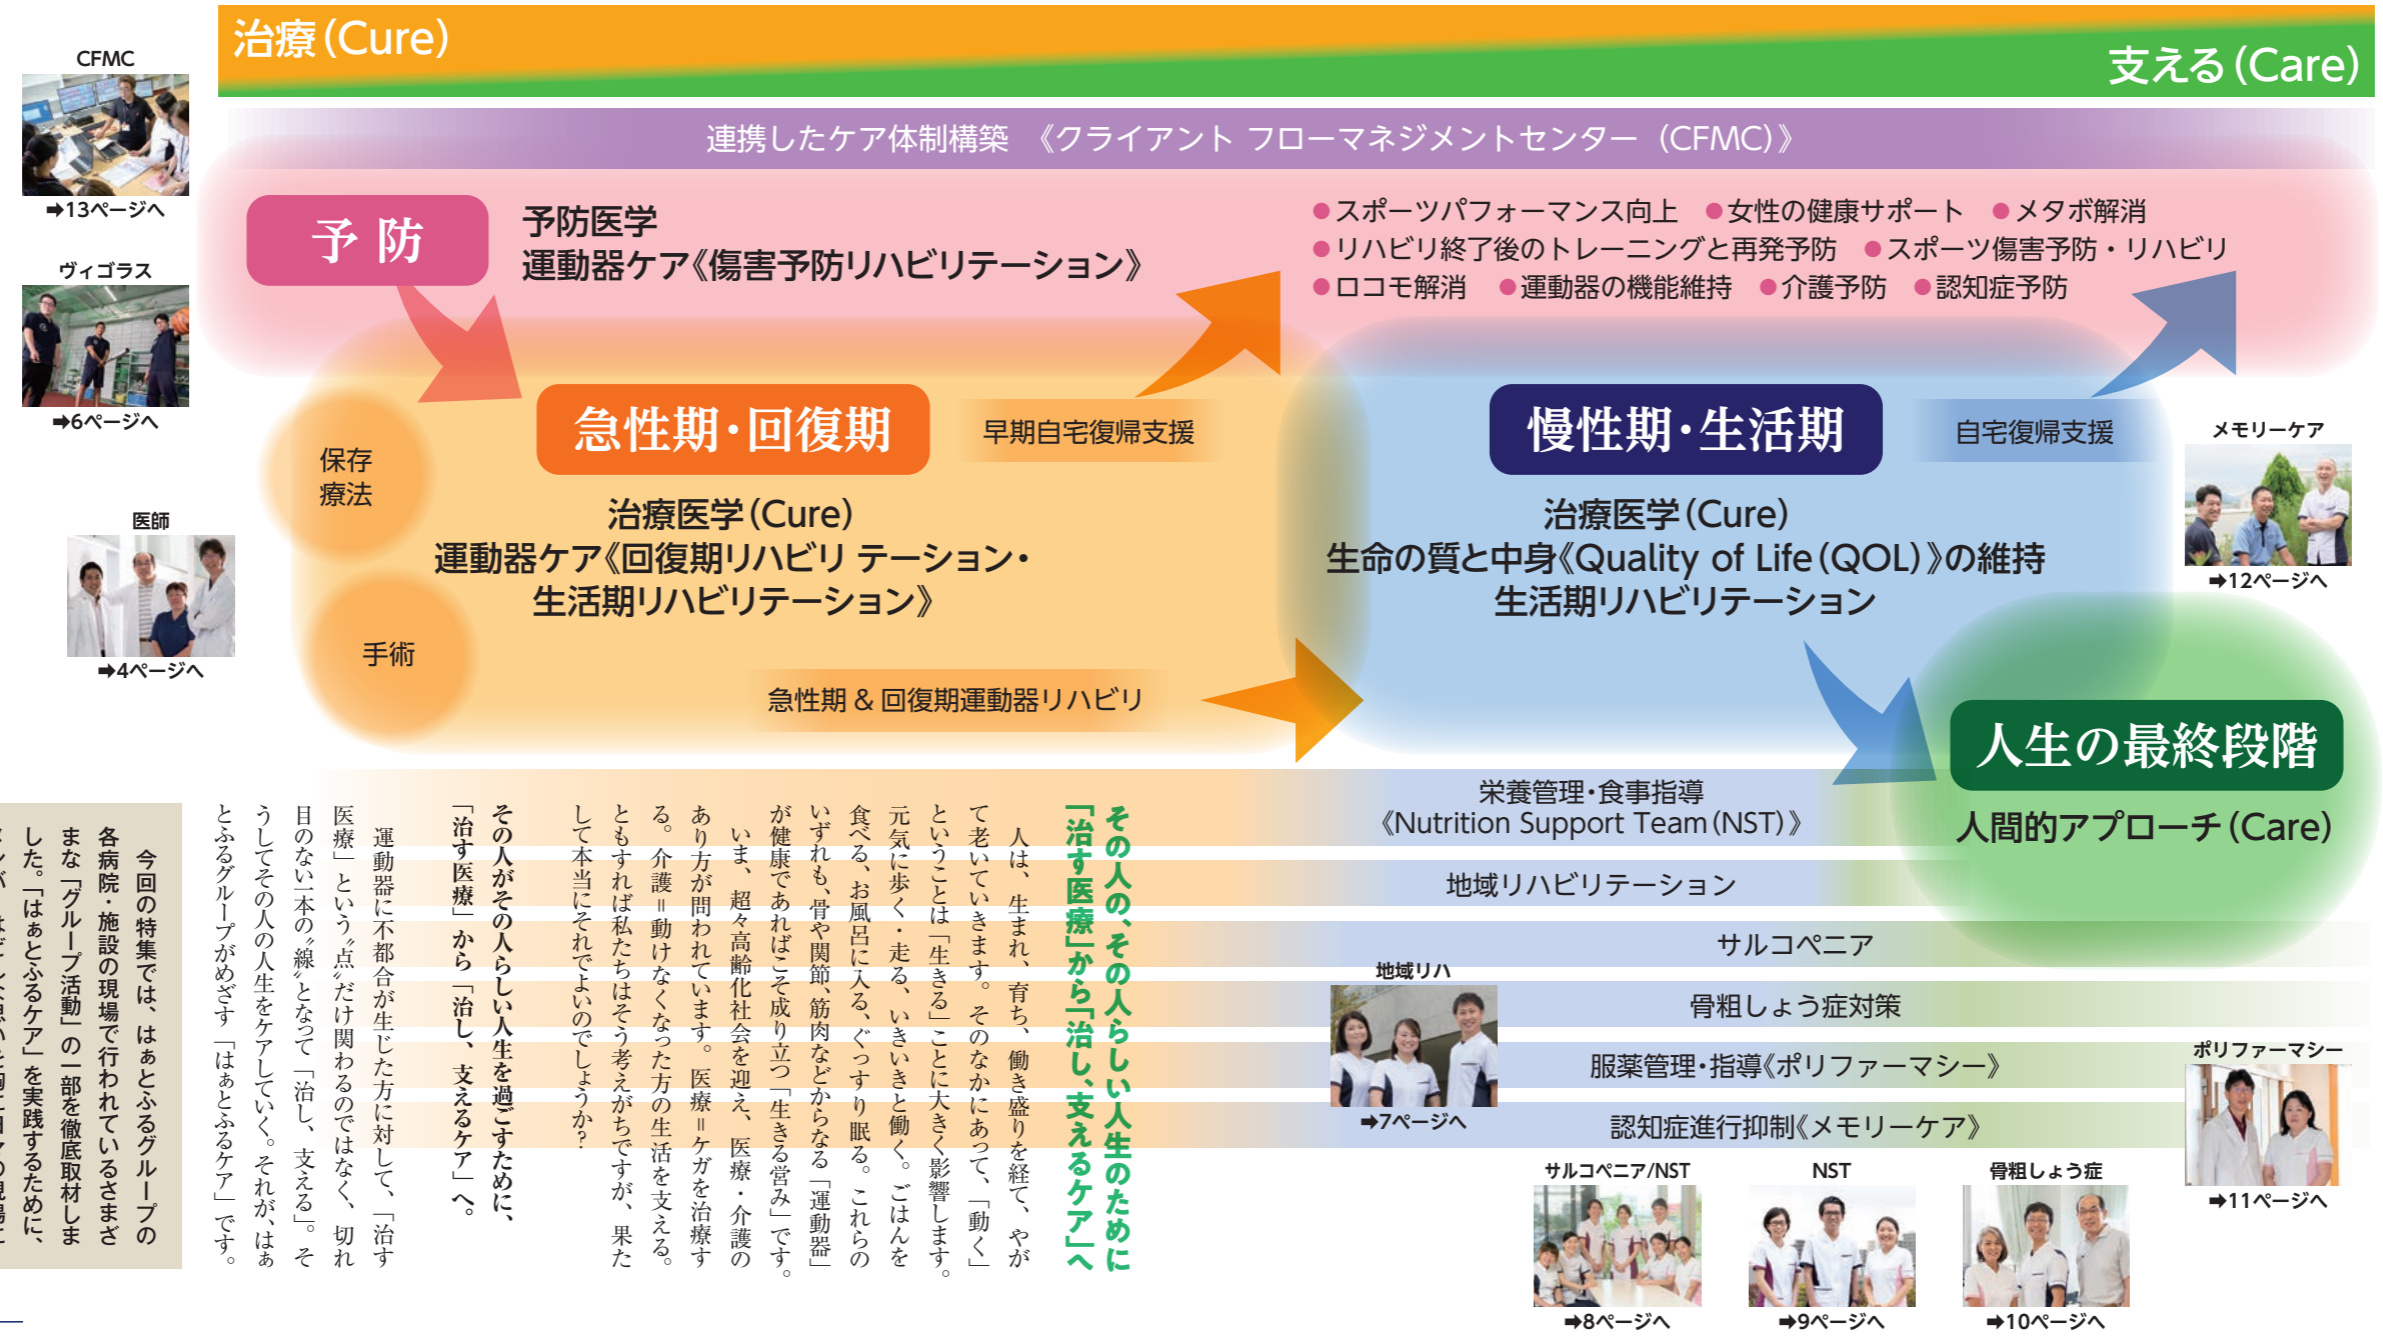 治療(Cure)
支える(Care)
連携したケア体制構築 《クライアント フローマネジメントセンター (CFMC)》
CFMC
➡13ページへ
ヴィゴラス
➡6ページへ
医師
➡4ページへ
予 防
予防医学
運動器ケア《傷害予防リハビリテーション》
●スポーツパフォーマンス向上 ●女性の健康サポート ●メタボ解消
●リハビリ終了後のトレーニングと再発予防 ●スポーツ傷害予防・リハビリ
●ロコモ解消 ●運動器の機能維持 ●介護予防 ●認知症予防
保存
療法
手術
急性期・回復期
早期自宅復帰支援
治療医学(Cure)
運動器ケア《回復期リハビリ テーション・
生活期リハビリテーション》
急性期 & 回復期運動器リハビリ
慢性期・生活期
自宅復帰支援
治療医学(Cure)
生命の質と中身《Quality of Life(QOL)》の維持
生活期リハビリテーション
メモリーケア
➡12ページへ
人生の最終段階
人間的アプローチ(Care)
栄養管理・食事指導
《Nutrition Support Team(NST)》
地域リハビリテーション
サルコペニア
骨粗しょう症対策
服薬管理・指導《ポリファーマシー》
認知症進行抑制《メモリーケア》
地域リハ
➡7ページへ
ポリファーマシー
➡11ページへ
サルコペニア/NST
➡8ページへ
NST
➡9ページへ
骨粗しょう症
➡10ページへ
その人の、その人らしい人生のために
「治す医療」から「治し、支えるケア」へ
人は、生まれ、育ち、働き盛りを経て、やが
て老いていきます。そのなかにあって、「動く」
ということは「生きる」ことに大きく影響します。
元気に歩く・走る、いきいきと働く。ごはんを
食べる、お風呂に入る、ぐっすり眠る。これらの
いずれも、骨や関節、筋肉などからなる「運動器」
が健康であればこそ成り立つ「生きる営み」です。
いま、超々高齢化社会を迎え、医療・介護の
あり方が問われています。医療＝ケガを治療す
る。介護＝動けなくなった方の生活を支える。
ともすれば私たちはそう考えがちですが、果た
して本当にそれでよいのでしょうか？
その人がその人らしい人生を過ごすために、
「治す医療」から「治し、支えるケア」へ。
運動器に不都合が生じた方に対して、「治す
医療」という〝点〟だけ関わるのではなく、切れ
目のない一本の〝線〟となって「治し、支える」。そ
うしてその人の人生をケアしていく。それが、はぁ
とふるグループがめざす「はぁとふるケア」です。
今回の特集では、はぁとふるグループの
各病院・施設の現場で行われているさまざ
まな「グループ活動」の一部を徹底取材しま
した。「はぁとふるケア」を実践するために、